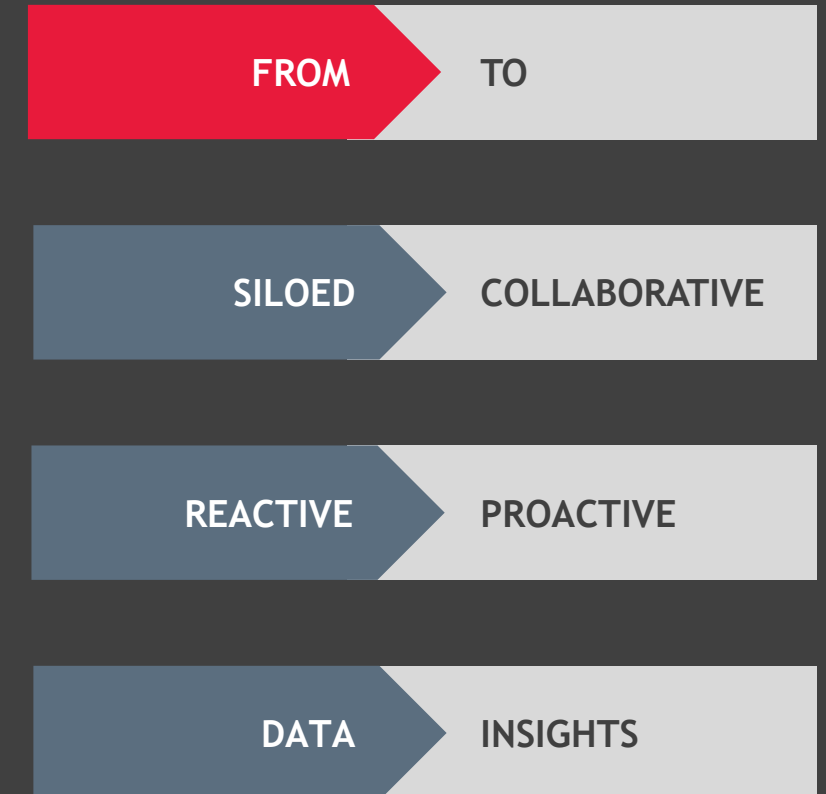 FROM TO
SILOED COLLABORATIVE
REACTIVE PROACTIVE
DATA INSIGHTS